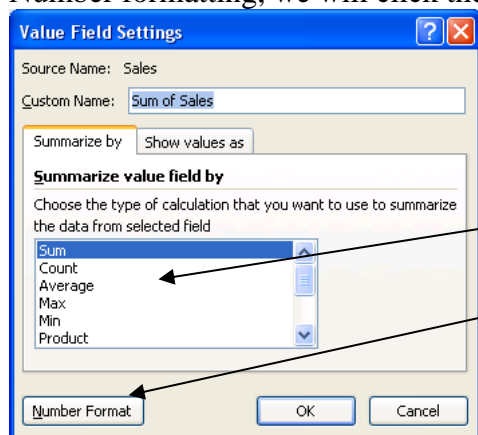 Number formatting, we will click the
Value Field Settings
Source Name: Sales
Custom Name: Sum of Sales
Summarize by Show values as
Summarize value field by
Choose the type of calculation that you want to use to summarize
the data from selected field
Sum
Count
Average
Max
Min
Product
Number Format OK Cancel